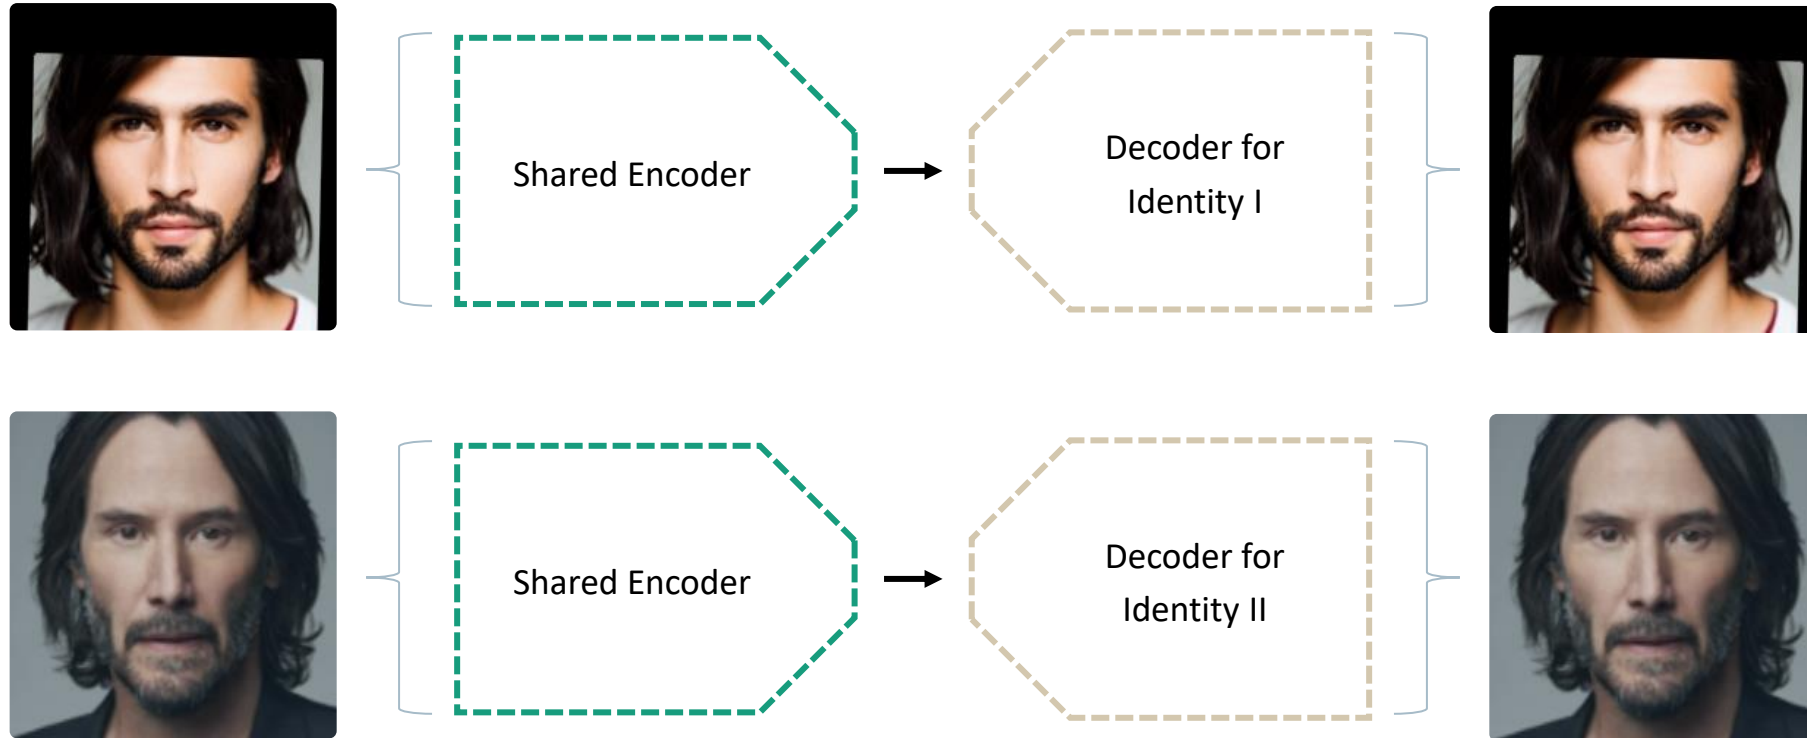 Shared Encoder
Decoder for
Identity I
Shared Encoder
Decoder for
Identity II